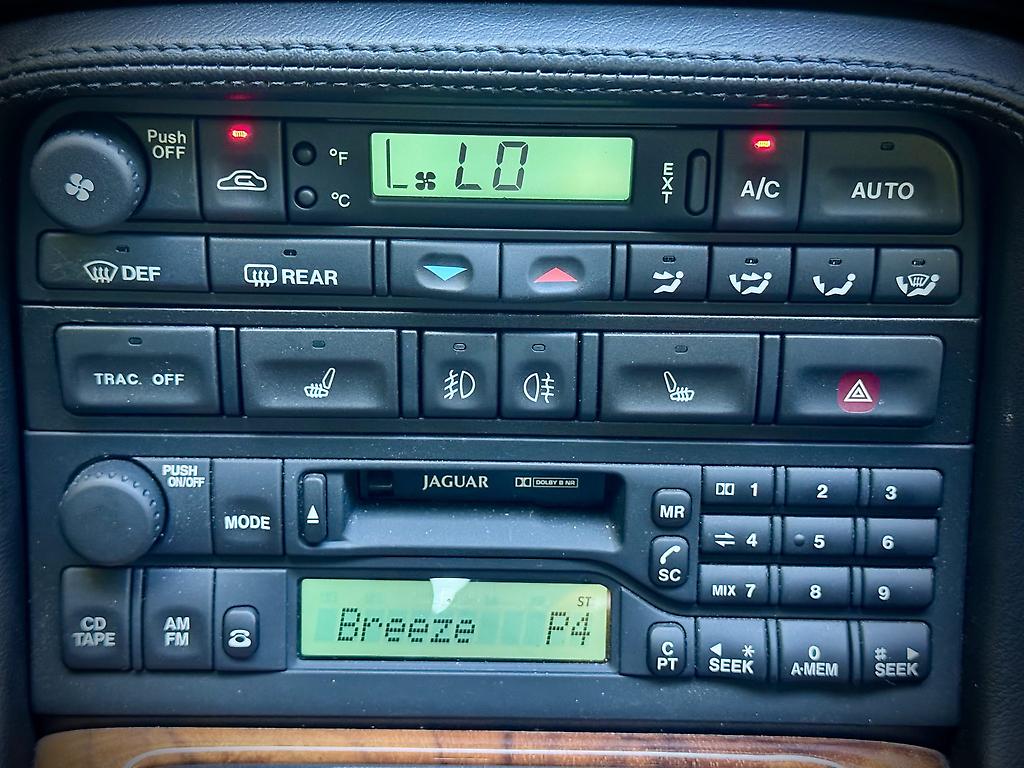 Push
OFF
°F
°C
LO
EXT
A/C
AUTO
DEF
REAR
TRAC. OFF
PUSH
ON/OFF
MODE
JAGUAR
DOLBY B NR
MR
1
2
3
4
5
6
SC
MIX 7
8
9
CD
TAPE
AM
FM
ST
Breeze P4
C
PT
*
SEEK
0
A·MEM
#
SEEK